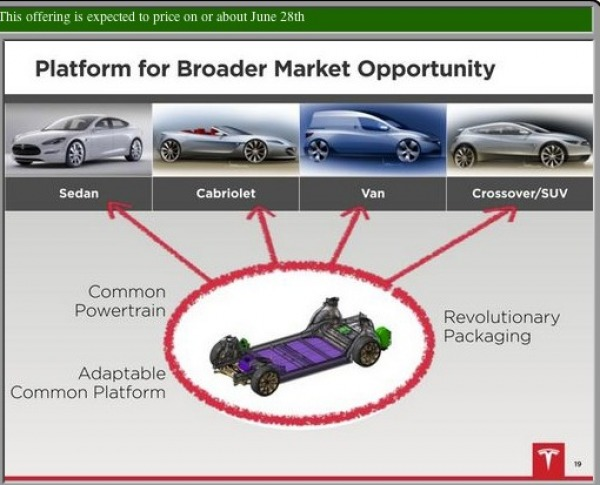 This offering is expected to price on or about June 28th
Platform for Broader Market Opportunity
Sedan
Cabriolet
Van
Crossover/SUV
Common
Powertrain
Adaptable
Common Platform
Revolutionary
Packaging
19